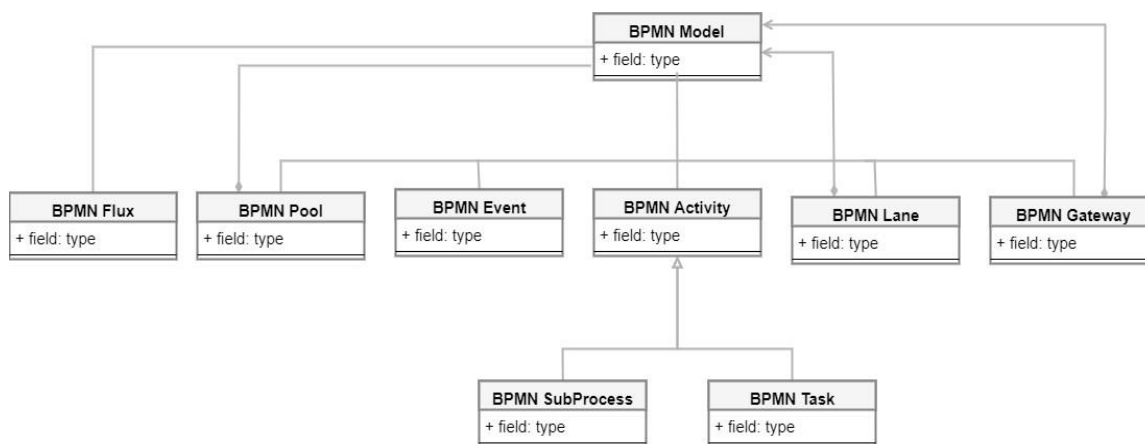 BPMN Model
+ field: type
BPMN Flux
+ field: type
BPMN Pool
+ field: type
BPMN Event
+ field: type
BPMN Activity
+ field: type
BPMN Lane
+ field: type
BPMN Gateway
+ field: type
BPMN SubProcess
+ field: type
BPMN Task
+ field: type